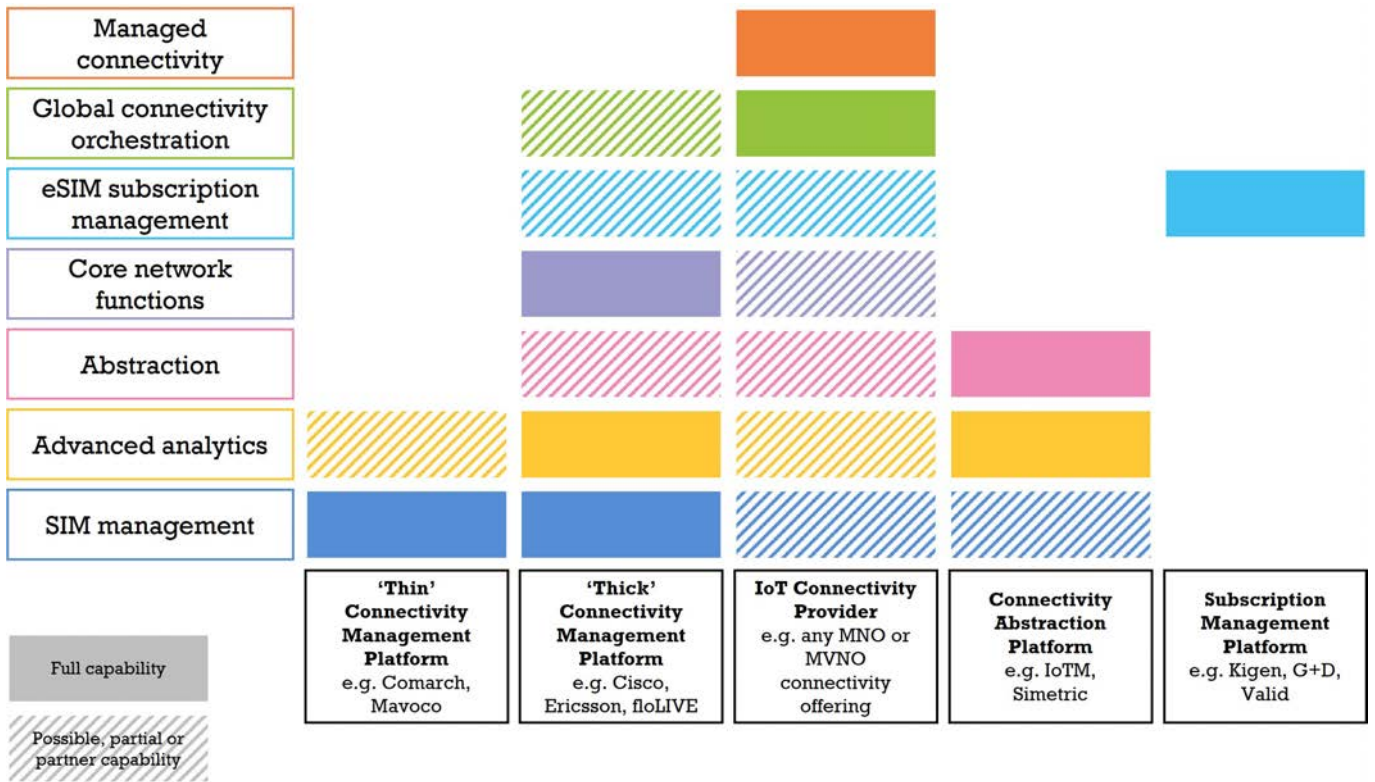 Managed
connectivity
Global connectivity
orchestration
eSIM subscription
management
Core network
functions
Abstraction
Advanced analytics
SIM management
‘Thin’
Connectivity
Management
Platform
e.g. Comarch,
Mavoco
‘Thick’
Connectivity
Management
Platform
e.g. Cisco,
Ericsson, floLIVE
IoT Connectivity
Provider
e.g. any MNO or
MVNO
connectivity
offering
Connectivity
Abstraction
Platform
e.g. IoTM,
Simetric
Subscription
Management
Platform
e.g. Kigen, G+D,
Valid
Full capability
Possible, partial or
partner capability